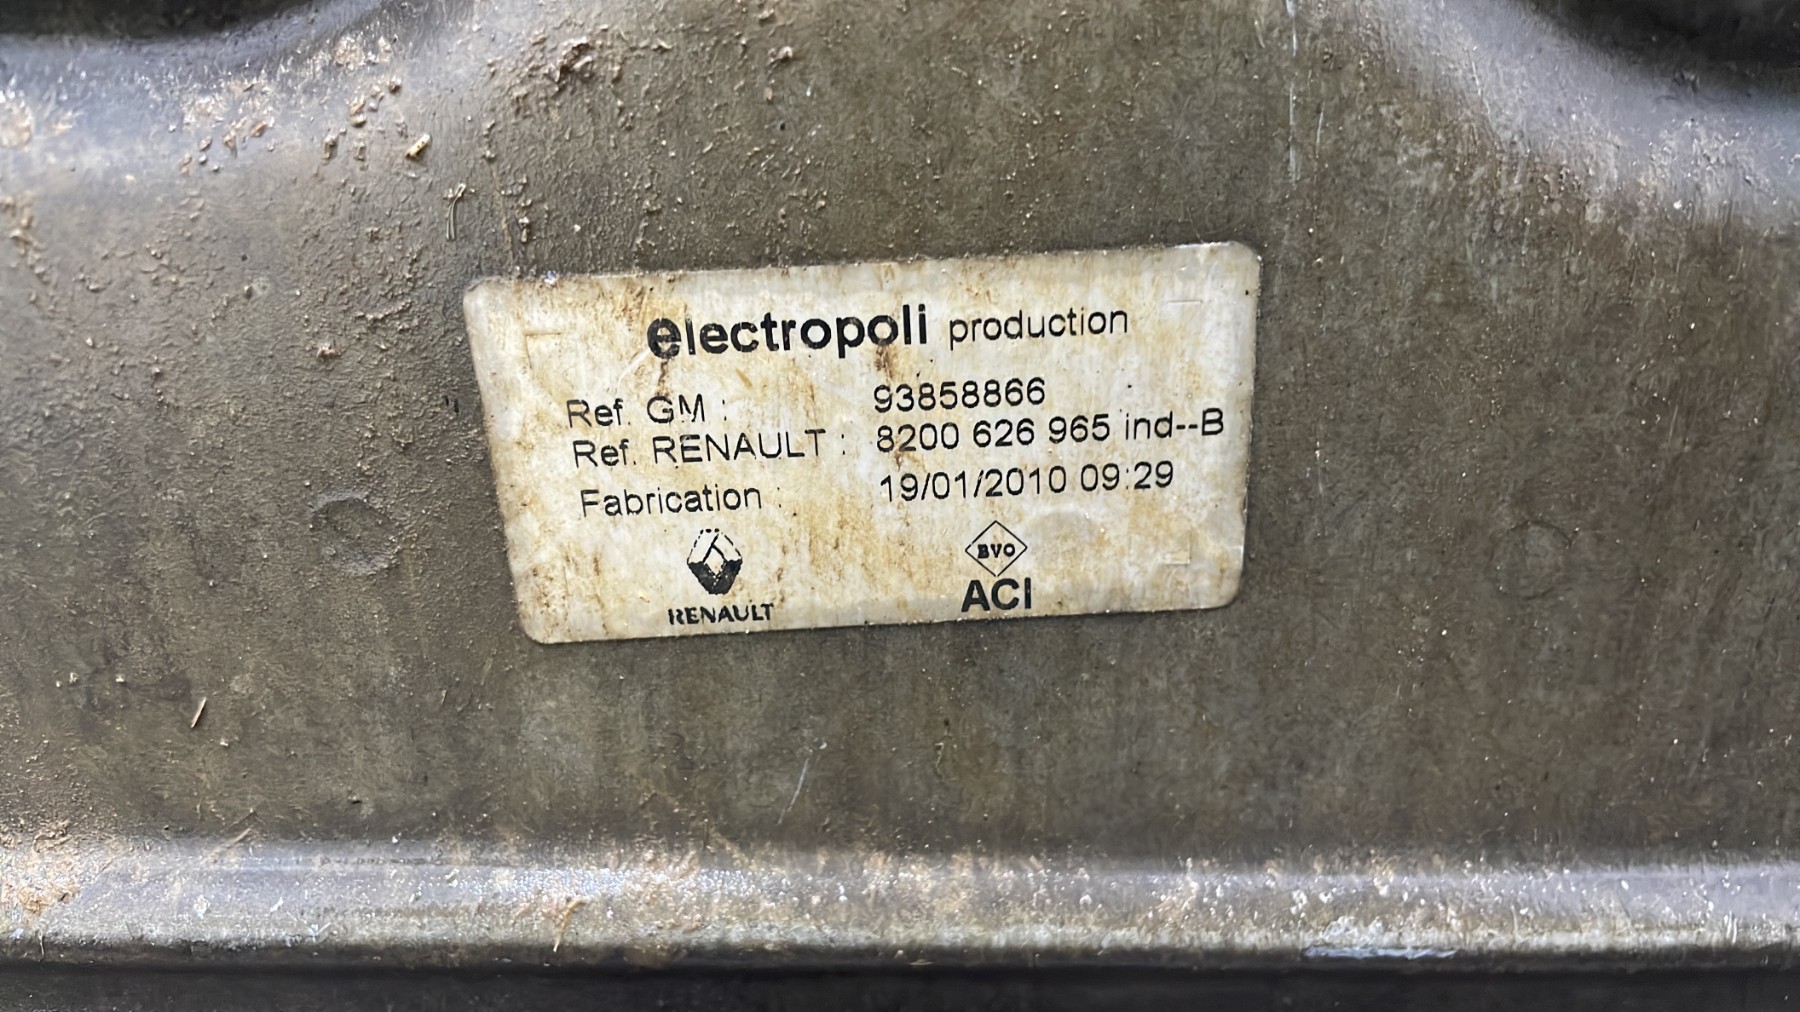 electropoli production
Ref. GM : 93858866
Ref. RENAULT : 8200 626 965 ind--B
Fabrication : 19/01/2010 09:29
BVO
RENAULT ACI